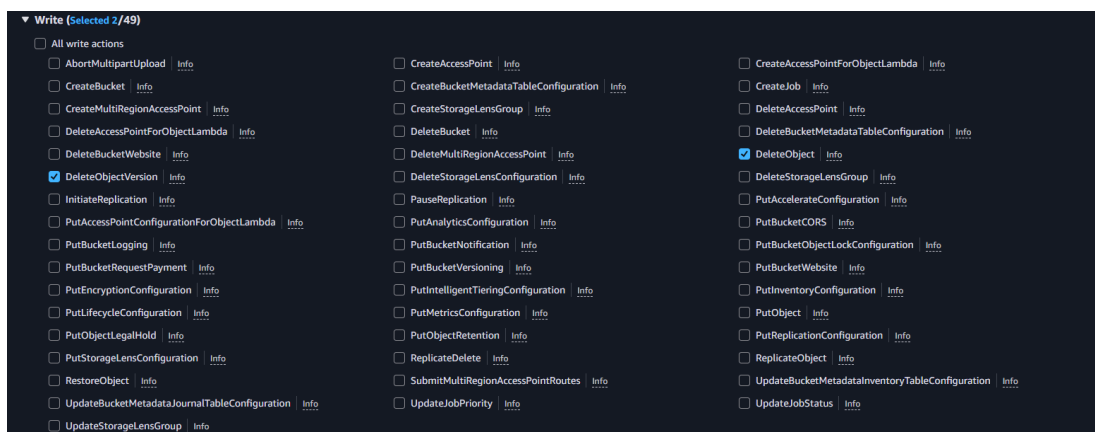 Write (Selected 2/49)
All write actions
AbortMultipartUpload Info CreateAccessPoint Info CreateAccessPointForObjectLambda Info
CreateBucket Info CreateBucketMetadataTableConfiguration Info CreateJob Info
CreateMultiRegionAccessPoint Info CreateStorageLensGroup Info DeleteAccessPoint Info
DeleteAccessPointForObjectLambda Info DeleteBucket Info DeleteBucketMetadataTableConfiguration Info
DeleteBucketWebsite Info DeleteMultiRegionAccessPoint Info DeleteObject Info
DeleteObjectVersion Info DeleteStorageLensConfiguration Info DeleteStorageLensGroup Info
InitiateReplication Info PauseReplication Info PutAccelerateConfiguration Info
PutAccessPointConfigurationForObjectLambda Info PutAnalyticsConfiguration Info PutBucketCORS Info
PutBucketLogging Info PutBucketNotification Info PutBucketObjectLockConfiguration Info
PutBucketRequestPayment Info PutBucketVersioning Info PutBucketWebsite Info
PutEncryptionConfiguration Info PutIntelligentTieringConfiguration Info PutInventoryConfiguration Info
PutLifecycleConfiguration Info PutMetricsConfiguration Info PutObject Info
PutObjectLegalHold Info PutObjectRetention Info PutReplicationConfiguration Info
PutStorageLensConfiguration Info ReplicateDelete Info ReplicateObject Info
RestoreObject Info SubmitMultiRegionAccessPointRoutes Info UpdateBucketMetadataInventoryTableConfiguration Info
UpdateBucketMetadataJournalTableConfiguration Info UpdateJobPriority Info UpdateJobStatus Info
UpdateStorageLensGroup Info